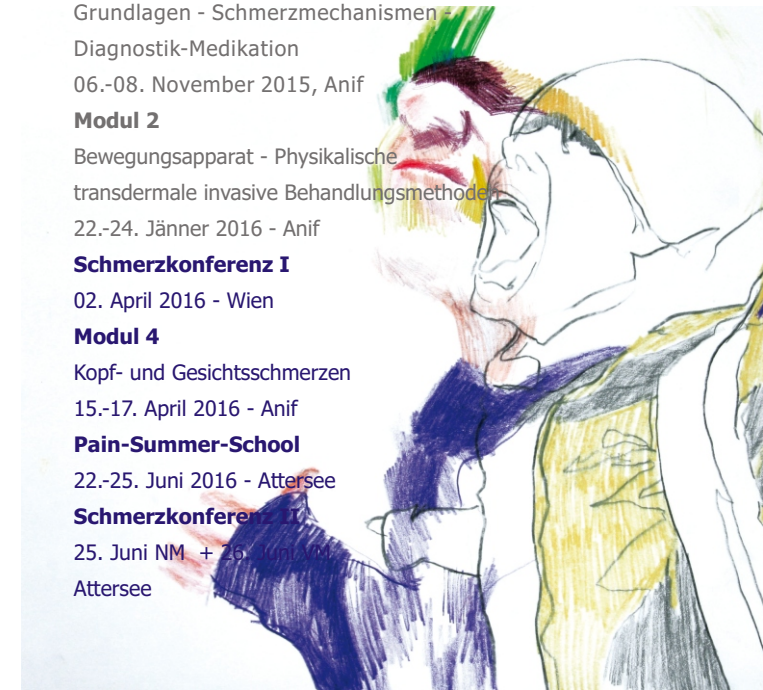 Grundlagen - Schmerzmechanismen -
Diagnostik-Medikation
06.-08. November 2015, Anif
Modul 2
Bewegungsapparat - Physikalische
transdermale invasive Behandlungsmethoden
22.-24. Jänner 2016 - Anif
Schmerzkonferenz I
02. April 2016 - Wien
Modul 4
Kopf- und Gesichtsschmerzen
15.-17. April 2016 - Anif
Pain-Summer-School
22.-25. Juni 2016 - Attersee
Schmerzkonferenz II
25. Juni NM  + 26. Juni VM
Attersee